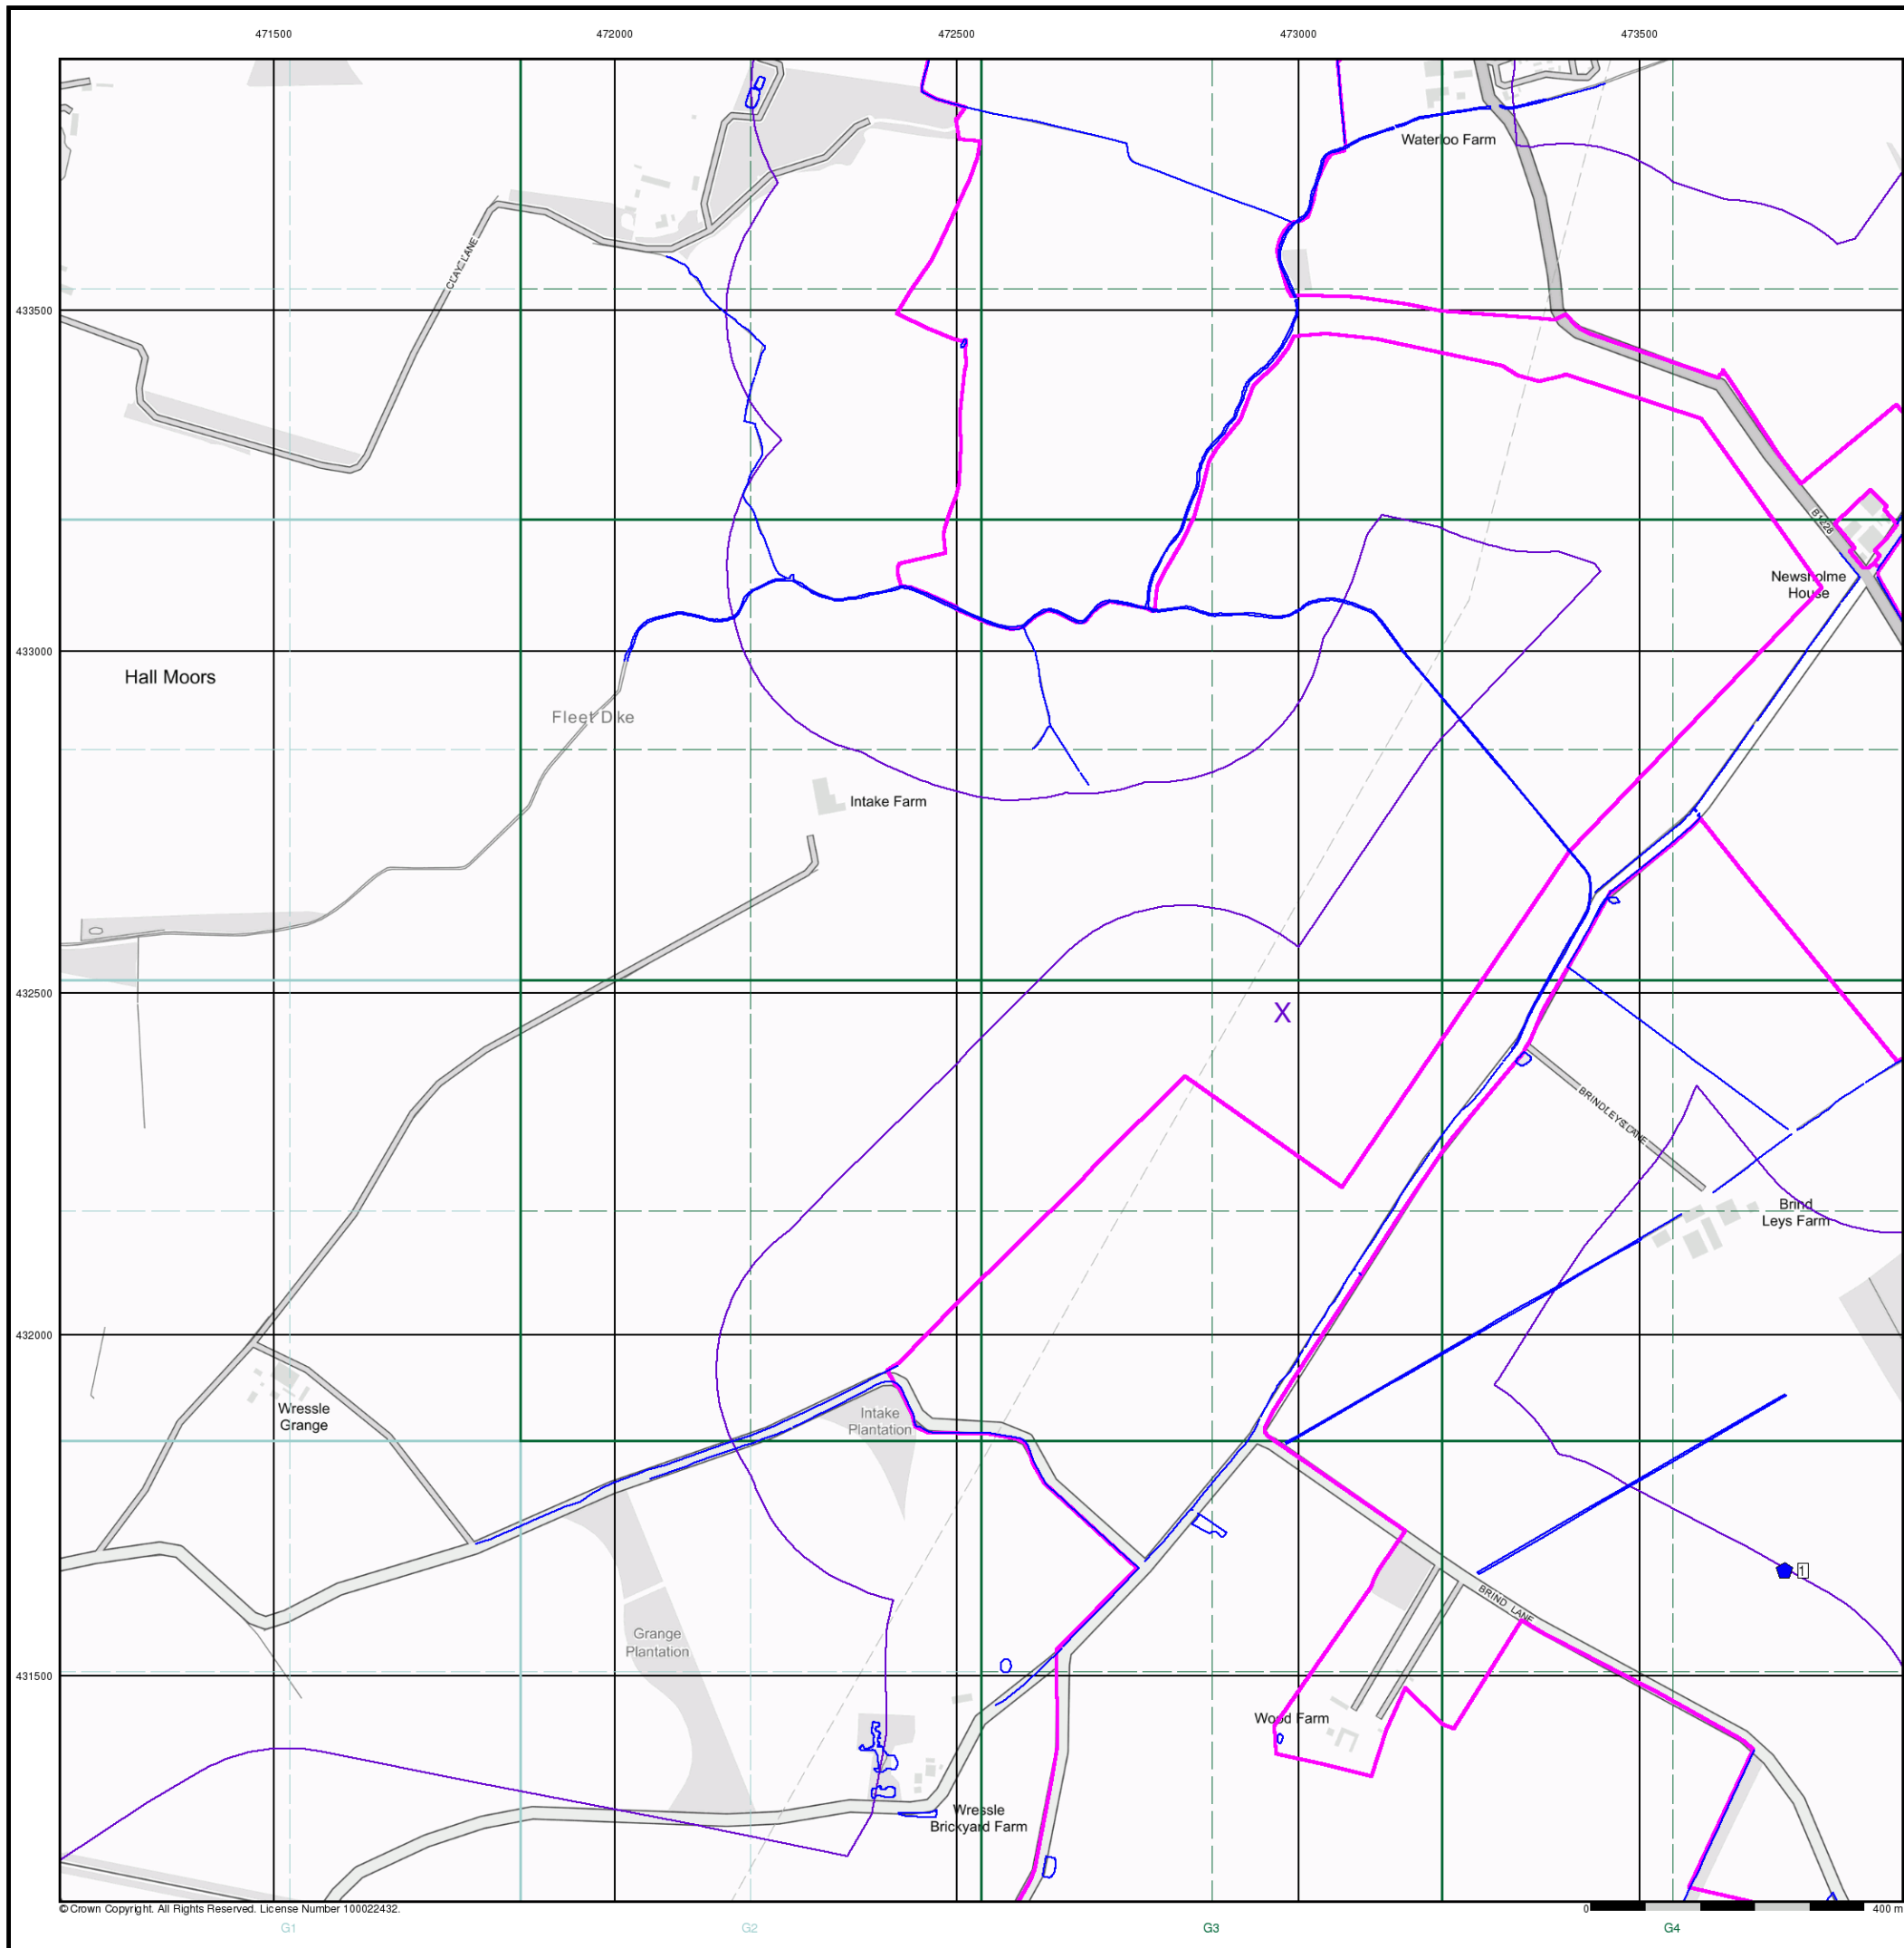 471500
472000
472500
473000
473500
Waterloo Farm
CLAY LANE
433500
B1228
Newsholme
House
433000
Hall Moors
Fleet Dike
Intake Farm
432500
X
BRINDLEYS LANE
Brind
Leys Farm
432000
Wressle
Grange
Intake
Plantation
1
BRIND LANE
Grange
Plantation
431500
Wood Farm
Wressle
Brickyard Farm
© Crown Copyright. All Rights Reserved. License Number 100022432.
0
400 m
G1
G2
G3
G4